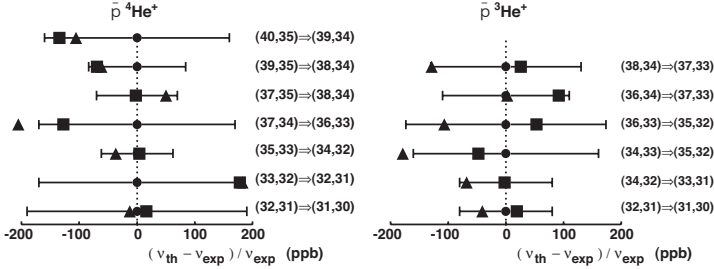 p̄ ⁴He⁺
(40,35)⇒(39,34)
(39,35)⇒(38,34)
(37,35)⇒(38,34)
(37,34)⇒(36,33)
(35,33)⇒(34,32)
(33,32)⇒(32,31)
(32,31)⇒(31,30)
-200 -100 0 100 200
(ν_th − ν_exp) / ν_exp (ppb)
p̄ ³He⁺
(38,34)⇒(37,33)
(36,34)⇒(37,33)
(36,33)⇒(35,32)
(34,33)⇒(35,32)
(34,32)⇒(33,31)
(32,31)⇒(31,30)
-200 -100 0 100 200
(ν_th − ν_exp) / ν_exp (ppb)